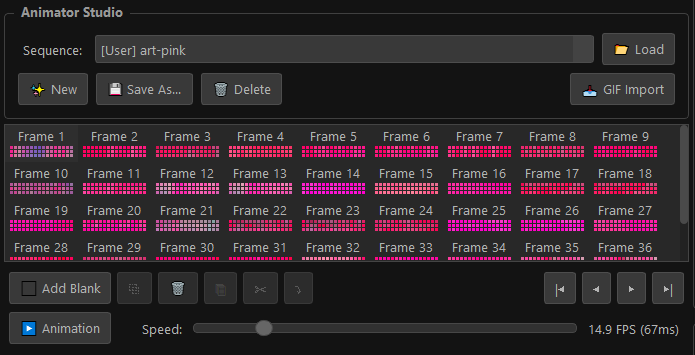 Animator Studio
Sequence: [User] art-pink Load
New Save As... Delete GIF Import
Frame 1 Frame 2 Frame 3 Frame 4 Frame 5 Frame 6 Frame 7 Frame 8 Frame 9
Frame 10 Frame 11 Frame 12 Frame 13 Frame 14 Frame 15 Frame 16 Frame 17 Frame 18
Frame 19 Frame 20 Frame 21 Frame 22 Frame 23 Frame 24 Frame 25 Frame 26 Frame 27
Frame 28 Frame 29 Frame 30 Frame 31 Frame 32 Frame 33 Frame 34 Frame 35 Frame 36
Add Blank
Animation Speed: 14.9 FPS (67ms)